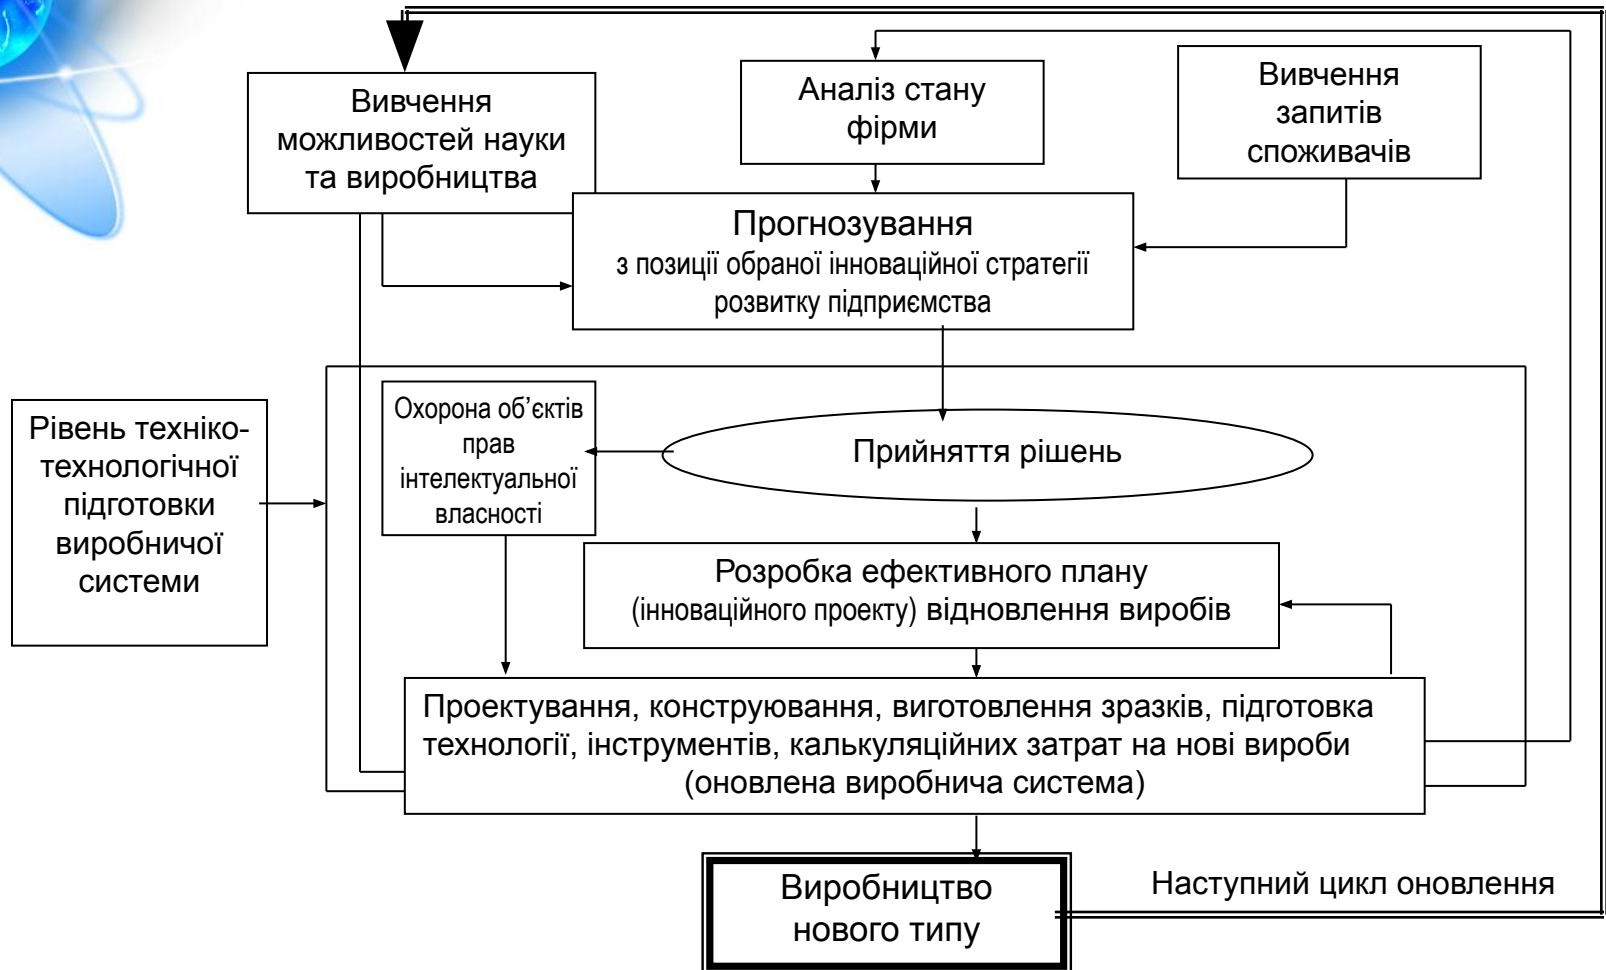 Вивчення
можливостей науки
та виробництва
Аналіз стану
фірми
Вивчення
запитів
споживачів
Прогнозування
з позиції обраної інноваційної стратегії
розвитку підприємства
Рівень техніко-
технологічної
підготовки
виробничої
системи
Охорона об’єктів
прав
інтелектуальної
власності
Прийняття рішень
Розробка ефективного плану
(інноваційного проекту) відновлення виробів
Проектування, конструювання, виготовлення зразків, підготовка
технології, інструментів, калькуляційних затрат на нові вироби
(оновлена виробнича система)
Виробництво
нового типу
Наступний цикл оновлення